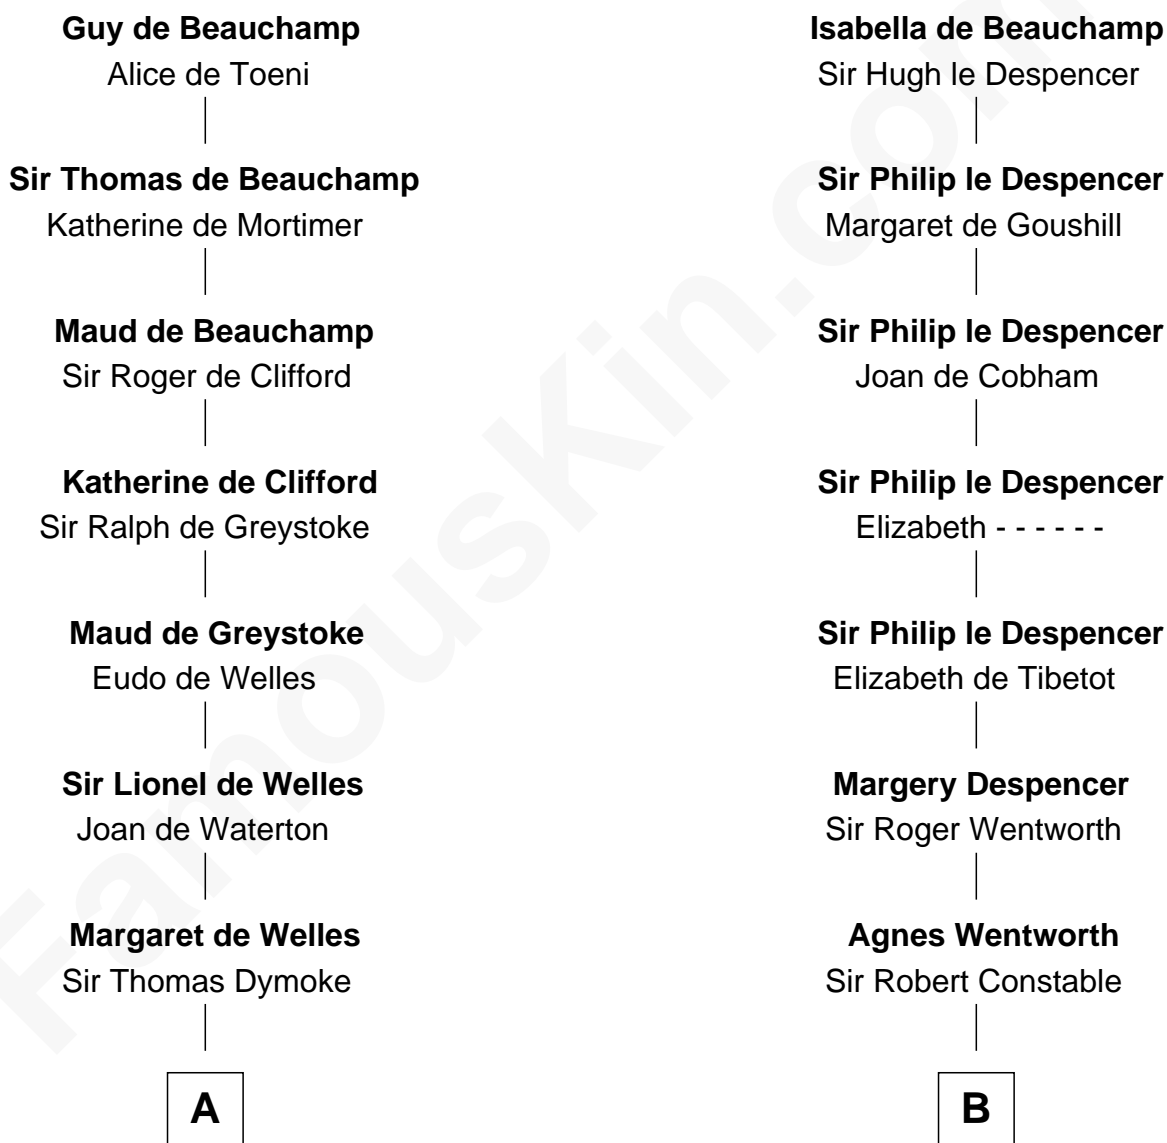 Guy de Beauchamp
Alice de Toeni
Sir Thomas de Beauchamp
Katherine de Mortimer
Maud de Beauchamp
Sir Roger de Clifford
Katherine de Clifford
Sir Ralph de Greystoke
Maud de Greystoke
Eudo de Welles
Sir Lionel de Welles
Joan de Waterton
Margaret de Welles
Sir Thomas Dymoke
A
Isabella de Beauchamp
Sir Hugh le Despencer
Sir Philip le Despencer
Margaret de Goushill
Sir Philip le Despencer
Joan de Cobham
Sir Philip le Despencer
Elizabeth - - - - - -
Sir Philip le Despencer
Elizabeth de Tibetot
Margery Despencer
Sir Roger Wentworth
Agnes Wentworth
Sir Robert Constable
B
FamousKin.com